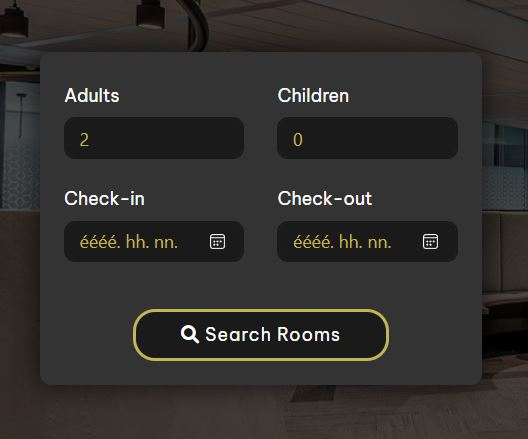 Adults Children
2 0
Check-in Check-out
éééé. hh. nn. éééé. hh. nn.
Search Rooms